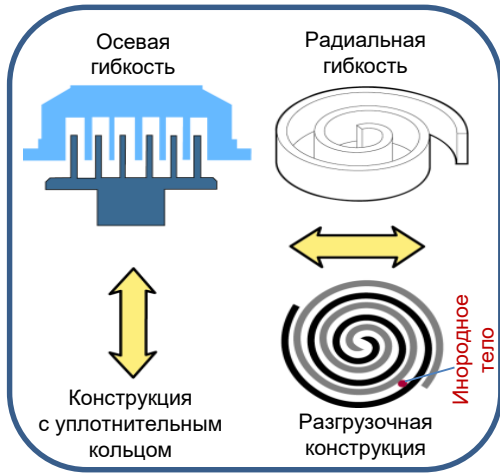 Осевая
гибкость
Радиальная
гибкость
Инородное
тело
Конструкция
с уплотнительным
кольцом
Разгрузочная
конструкция